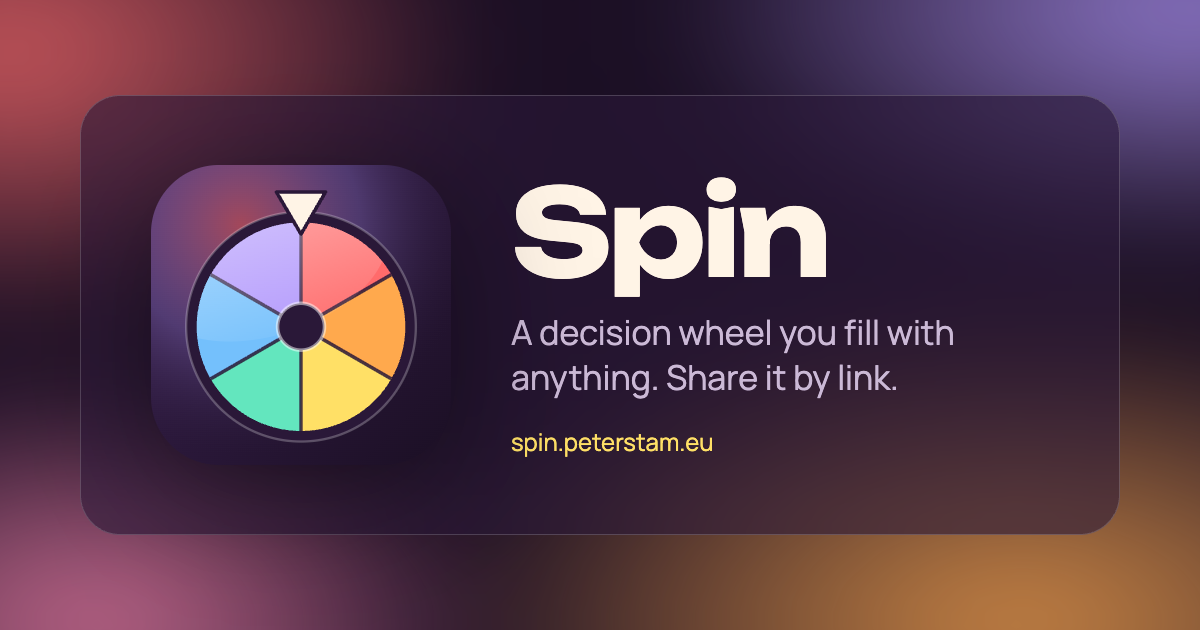 Spin
A decision wheel you fill with
anything. Share it by link.
spin.peterstam.eu